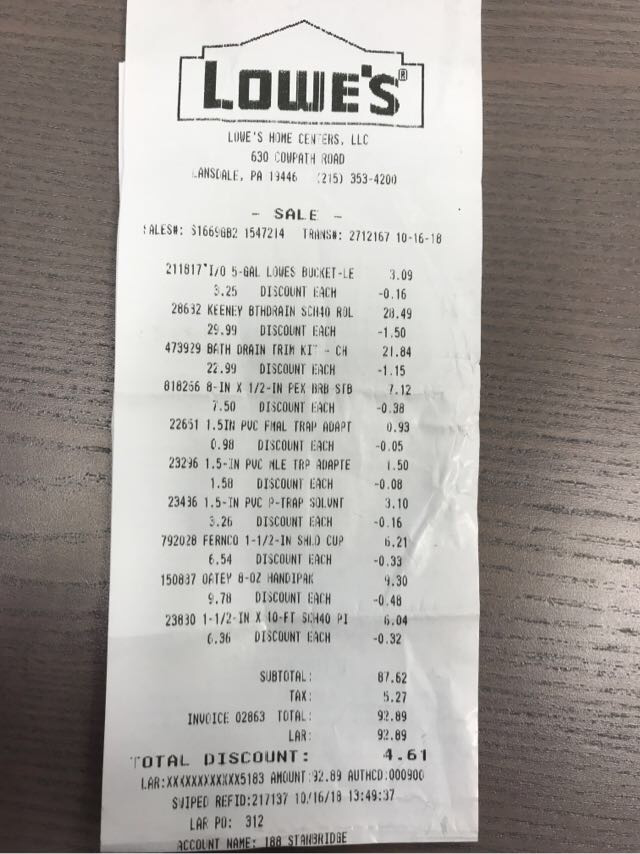 LOWE'S®
LOWE'S HOME CENTERS, LLC
630 COWPATH ROAD
LANSDALE, PA 19446 (215) 353-4200
- SALE -
SALES#: S1669GB2 1547214 TRANS#: 2712167 10-16-18
211817 I/O 5-GAL LOWES BUCKET-LE 3.09
3.25 DISCOUNT EACH -0.16
28632 KEENEY BTHDRAIN SCH40 ROL 28.49
29.99 DISCOUNT EACH -1.50
473929 BATH DRAIN TRIM KIT - CH 21.84
22.99 DISCOUNT EACH -1.15
818266 8-IN X 1/2-IN PEX BRB STB 7.12
7.50 DISCOUNT EACH -0.38
22651 1.5IN PVC FMAL TRAP ADAPT 0.93
0.98 DISCOUNT EACH -0.05
23296 1.5-IN PVC MLE TRP ADAPTE 1.50
1.58 DISCOUNT EACH -0.08
23436 1.5-IN PVC P-TRAP SOLVNT 3.10
3.26 DISCOUNT EACH -0.16
792028 FERNCO 1-1/2-IN SHLD CUP 6.21
6.54 DISCOUNT EACH -0.33
150837 OATEY 8-OZ HANDIPAK 9.30
9.78 DISCOUNT EACH -0.48
23830 1-1/2-IN X 10-FT SCH40 PI 6.04
6.36 DISCOUNT EACH -0.32
SUBTOTAL: 87.62
TAX: 5.27
INVOICE 02863 TOTAL: 92.89
LAR: 92.89
TOTAL DISCOUNT: 4.61
LAR:XXXXXXXXXXXX5183 AMOUNT:92.89 AUTHCD:000900
SWIPED REFID:217137 10/16/18 13:49:37
LAR PO: 312
ACCOUNT NAME: 188 STANBRIDGE